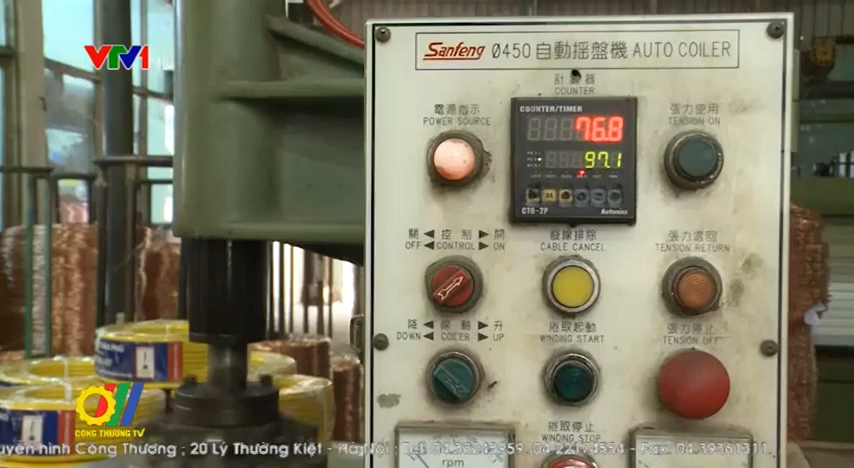 VTV1
Sanfeng Ø450 自動搖盤機 AUTO COILER
計數器
COUNTER
COUNTER/TIMER
76.8
97.1
CT6-2P Autonics
電源指示
POWER SOURCE
張力使用
TENSION ON
關 控制 開
OFF CONTROL ON
發線排除
CABLE CANCEL
張力退回
TENSION RETURN
降 線軸 升
DOWN COLER UP
捲取起動
WINDING START
張力停止
TENSION OFF
捲取停止
WINDING STOP
rpm
CÔNG THƯƠNG TV
uyền hình Công Thương : 20 Lý Thường Kiệt - Hà Nội